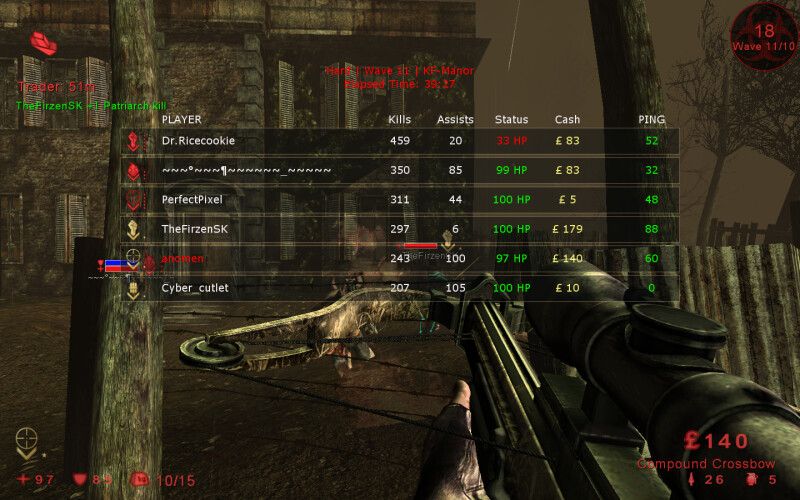 18
Wave 11/10
Hard | Wave 11 | KF-Manor
Elapsed Time: 39:27
Trader 51m
TheFirzenSK +1 Patriarch kill
PLAYER Kills Assists Status Cash PING
Dr.Ricecookie 459 20 33 HP £ 83 52
~~~°~~~¶~~~~~~_~~~~~ 350 85 99 HP £ 83 32
PerfectPixel 311 44 100 HP £ 5 48
TheFirzenSK 297 6 100 HP £ 179 88
anomen 243 100 97 HP £ 140 60
Cyber_cutlet 207 105 100 HP £ 10 0
£140
Compound Crossbow
97 10/15 26 5